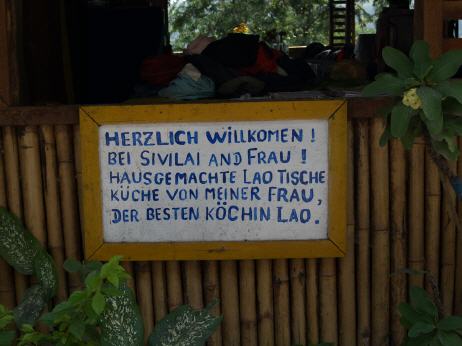 HERZLICH WILLKOMEN!
BEI SIVILAI AND FRAU!
HAUSGEMACHTE LAO TISCHE
KÜCHE VON MEINER FRAU,
DER BESTEN KÖCHIN LAO.